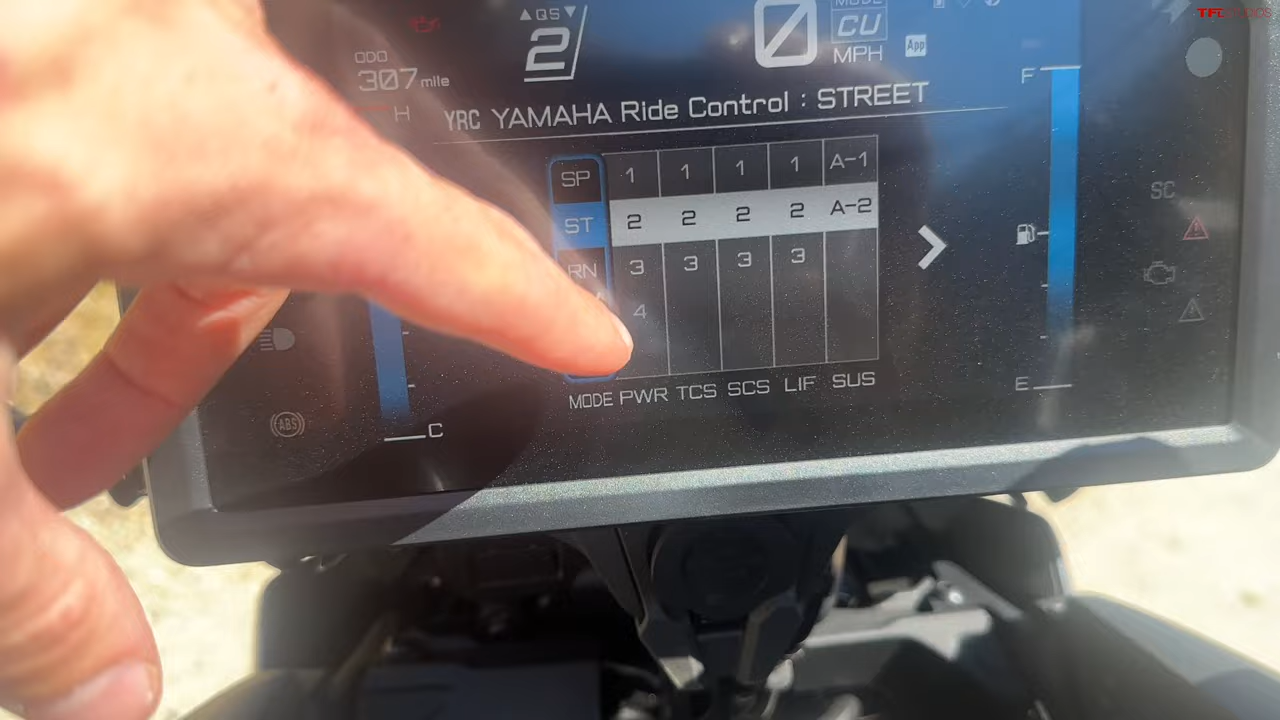 TFLSTUDIOS
▲QS▼
MODE
ODO
2
0
CU
307 mile
MPH
App
F
H
YRC YAMAHA Ride Control : STREET
SP 1 1 1 1 A-1
ST 2 2 2 2 A-2
SC
RN 3 3 3 3
4
MODE PWR TCS SCS LIF SUS
E
ABS
C